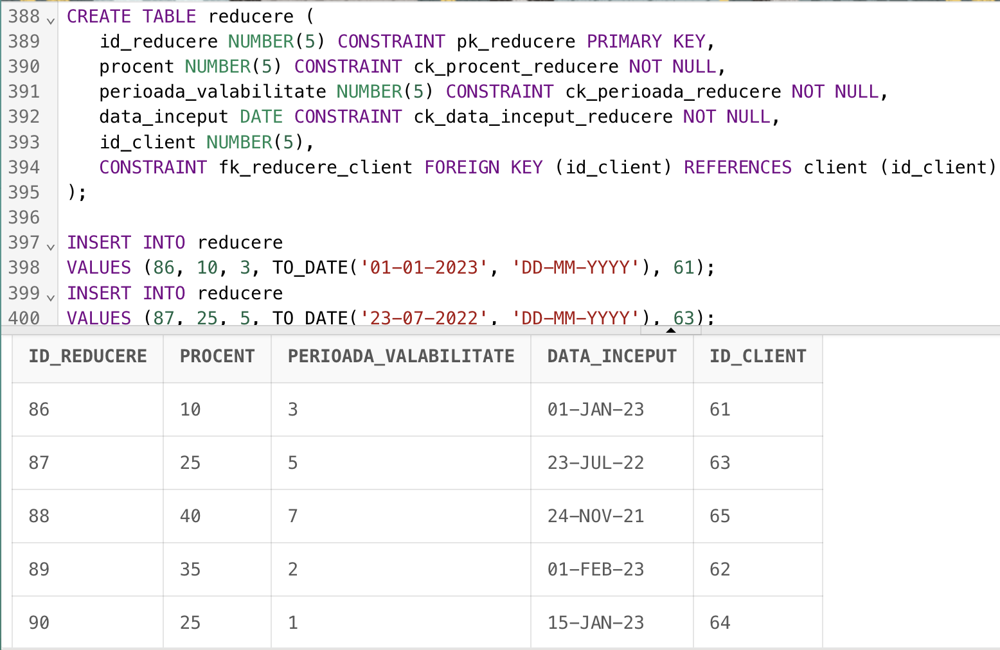 388 CREATE TABLE reducere (
389 id_reducere NUMBER(5) CONSTRAINT pk_reducere PRIMARY KEY,
390 procent NUMBER(5) CONSTRAINT ck_procent_reducere NOT NULL,
391 perioada_valabilitate NUMBER(5) CONSTRAINT ck_perioada_reducere NOT NULL,
392 data_inceput DATE CONSTRAINT ck_data_inceput_reducere NOT NULL,
393 id_client NUMBER(5),
394 CONSTRAINT fk_reducere_client FOREIGN KEY (id_client) REFERENCES client (id_client)
395 );
396
397 INSERT INTO reducere
398 VALUES (86, 10, 3, TO_DATE('01-01-2023', 'DD-MM-YYYY'), 61);
399 INSERT INTO reducere
400 VALUES (87, 25, 5, TO_DATE('23-07-2022', 'DD-MM-YYYY'), 63);
ID_REDUCERE PROCENT PERIOADA_VALABILITATE DATA_INCEPUT ID_CLIENT
86 10 3 01-JAN-23 61
87 25 5 23-JUL-22 63
88 40 7 24-NOV-21 65
89 35 2 01-FEB-23 62
90 25 1 15-JAN-23 64